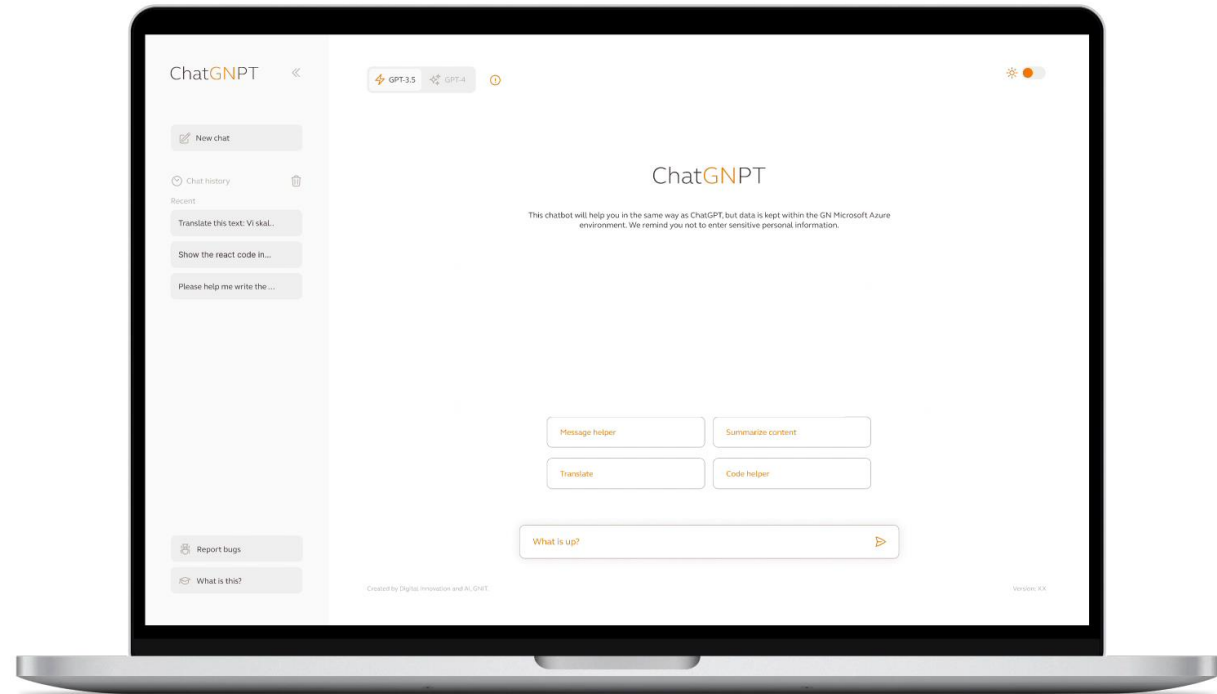 ChatGNPT
New chat
Chat history
Recent
Translate this text: Vi skal..
Show the react code in...
Please help me write the ...
Report bugs
What is this?
GPT-3.5
GPT-4
ChatGNPT
This chatbot will help you in the same way as ChatGPT, but data is kept within the GN Microsoft Azure
environment. We remind you not to enter sensitive personal information.
Message helper
Summarize content
Translate
Code helper
What is up?
Created by Digital Innovation and AI, GNIT.
Version: X.X